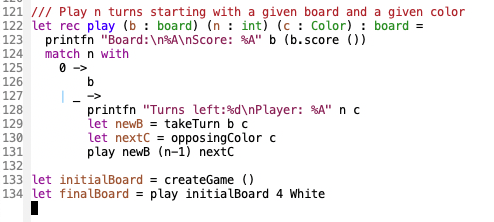 121 /// Play n turns starting with a given board and a given color
122 let rec play (b : board) (n : int) (c : Color) : board =
123   printfn "Board:\n%A\nScore: %A" b (b.score ())
124   match n with
125     0 ->
126         b
127     | _ ->
128         printfn "Turns left:%d\nPlayer: %A" n c
129         let newB = takeTurn b c
130         let nextC = opposingColor c
131         play newB (n-1) nextC
132
133 let initialBoard = createGame ()
134 let finalBoard = play initialBoard 4 White